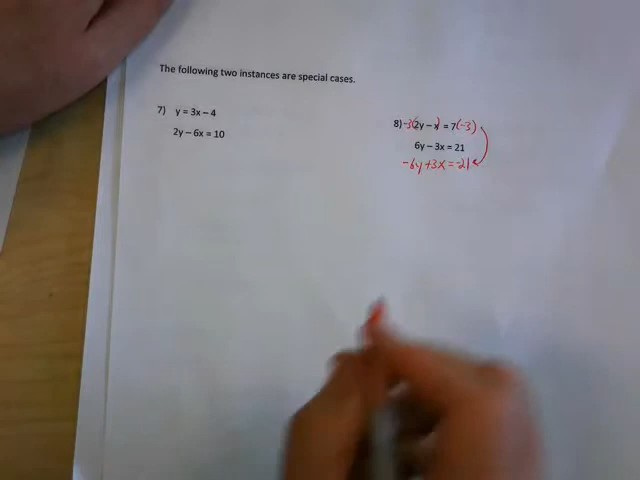 The following two instances are special cases.
7) y = 3x – 4
2y – 6x = 10
8) -3(2y – x) = 7(-3)
6y – 3x = 21
-6y+3x=-21